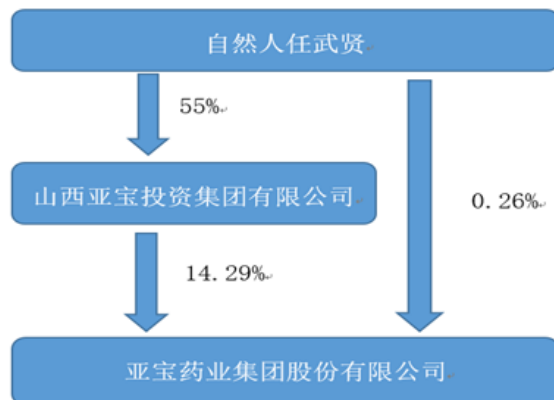 自然人任武贤
55%
山西亚宝投资集团有限公司
0.26%
14.29%
亚宝药业集团股份有限公司